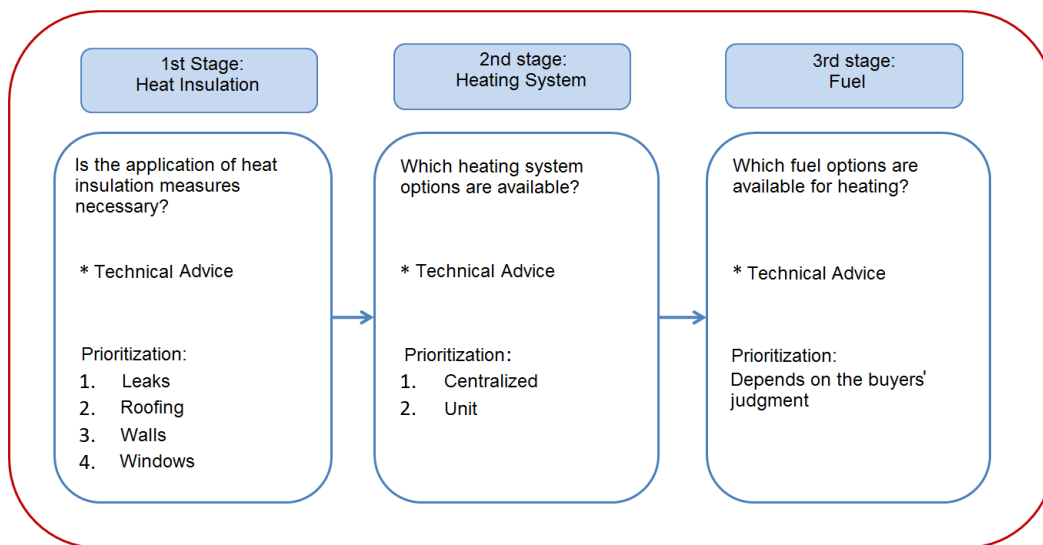 1st Stage:
Heat Insulation
2nd stage:
Heating System
3rd stage:
Fuel
Is the application of heat
insulation measures
necessary?
* Technical Advice
Prioritization:
1. Leaks
2. Roofing
3. Walls
4. Windows
Which heating system
options are available?
* Technical Advice
Prioritization:
1. Centralized
2. Unit
Which fuel options are
available for heating?
* Technical Advice
Prioritization:
Depends on the buyers'
judgment